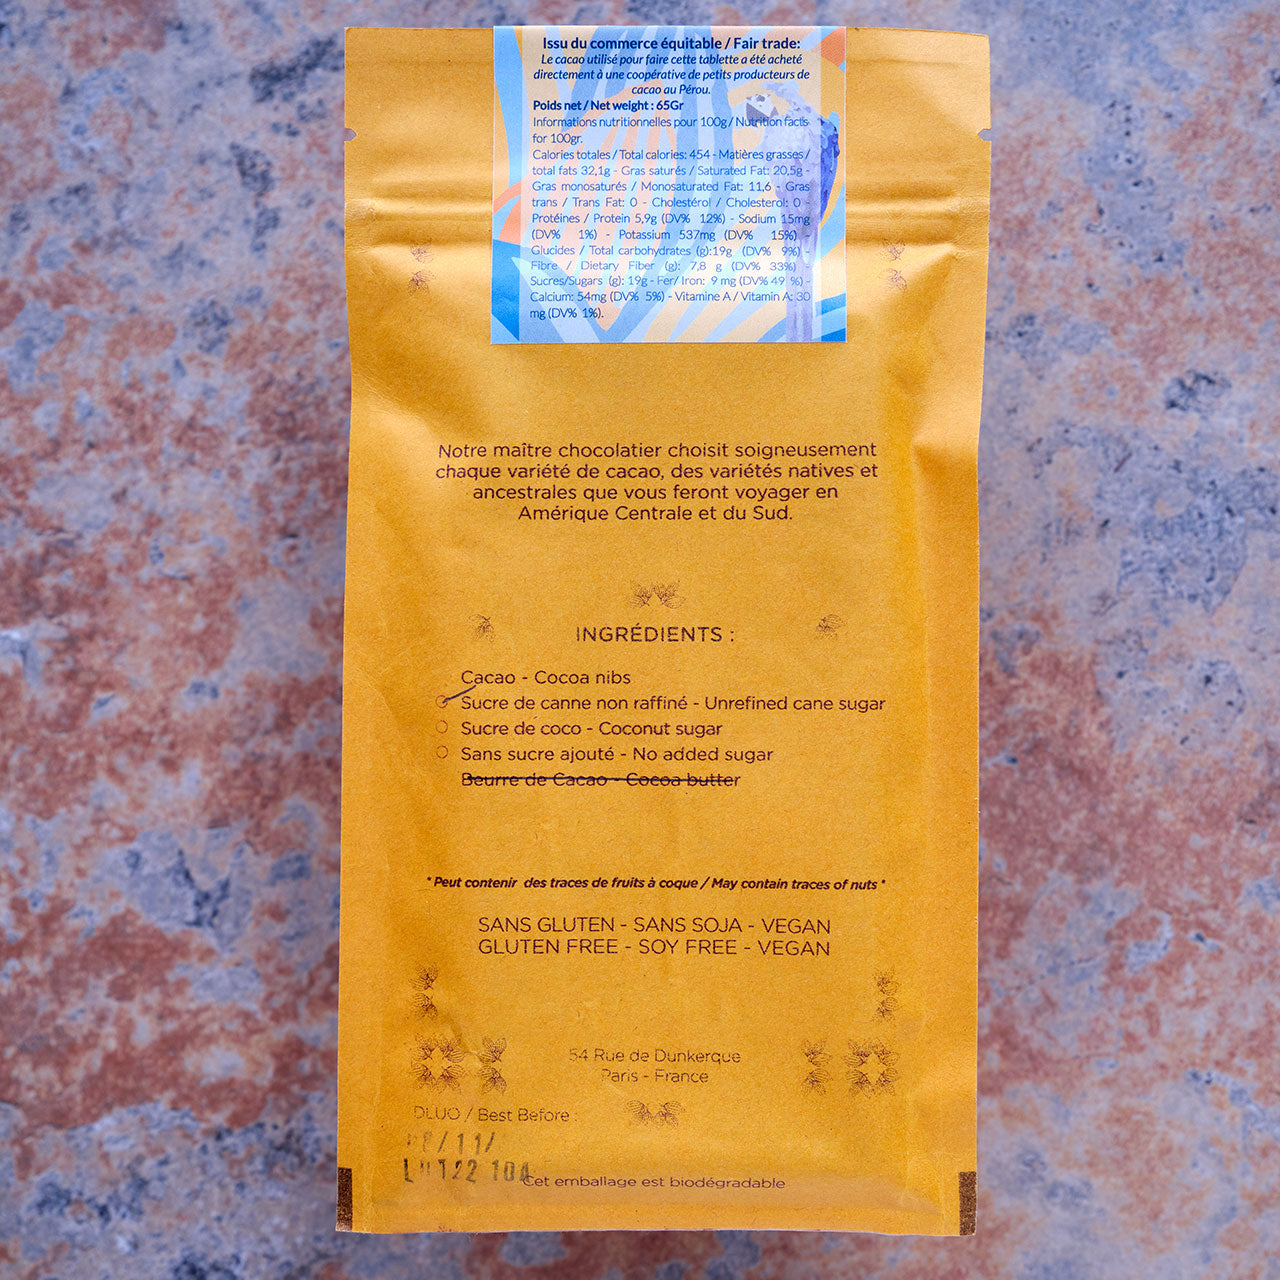 Issu du commerce équitable / Fair trade:
Le cacao utilisé pour faire cette tablette a été acheté
directement à une coopérative de petits producteurs de
cacao au Pérou.
Poids net / Net weight : 65Gr
Informations nutritionnelles pour 100g / Nutrition facts
for 100gr.
Calories totales / Total calories: 454 - Matières grasses /
total fats 32,1g - Gras saturés / Saturated Fat: 20,5g -
Gras monosaturés / Monosaturated Fat: 11,6 - Gras
trans / Trans Fat: 0 - Cholestérol / Cholesterol: 0 -
Protéines / Protein 5,9g (DV% 12%) - Sodium 15mg
(DV% 1%) - Potassium 537mg (DV% 15%) -
Glucides / Total carbohydrates (g):19g (DV% 9%) -
Fibre / Dietary Fiber (g): 7,8 g (DV% 33%) -
Sucres/Sugars (g): 19g - Fer/ Iron: 9 mg (DV% 49 %) -
Calcium: 54mg (DV% 5%) - Vitamine A / Vitamin A: 30
mg (DV% 1%).
Notre maître chocolatier choisit soigneusement
chaque variété de cacao, des variétés natives et
ancestrales que vous feront voyager en
Amérique Centrale et du Sud.
INGRÉDIENTS :
Cacao - Cocoa nibs
Sucre de canne non raffiné - Unrefined cane sugar
Sucre de coco - Coconut sugar
Sans sucre ajouté - No added sugar
Beurre de Cacao - Cocoa butter
*Peut contenir des traces de fruits à coque / May contain traces of nuts*
SANS GLUTEN - SANS SOJA - VEGAN
GLUTEN FREE - SOY FREE - VEGAN
54 Rue de Dunkerque
Paris - France
DLUO / Best Before :
/11/
104
Cet emballage est biodégradable